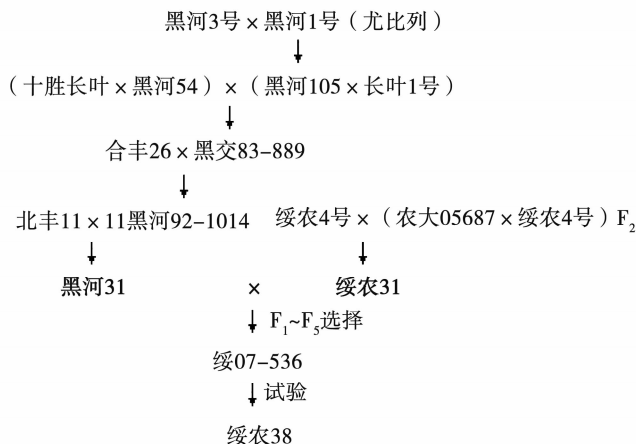 黑河3号×黑河1号（尤比列）
（十胜长叶×黑河54）×（黑河105×长叶1号）
合丰26×黑交83-889
北丰11×11黑河92-1014 绥农4号×（农大05687×绥农4号）F₂
黑河31 × 绥农31
F₁~F₅选择
绥07-536
试验
绥农38